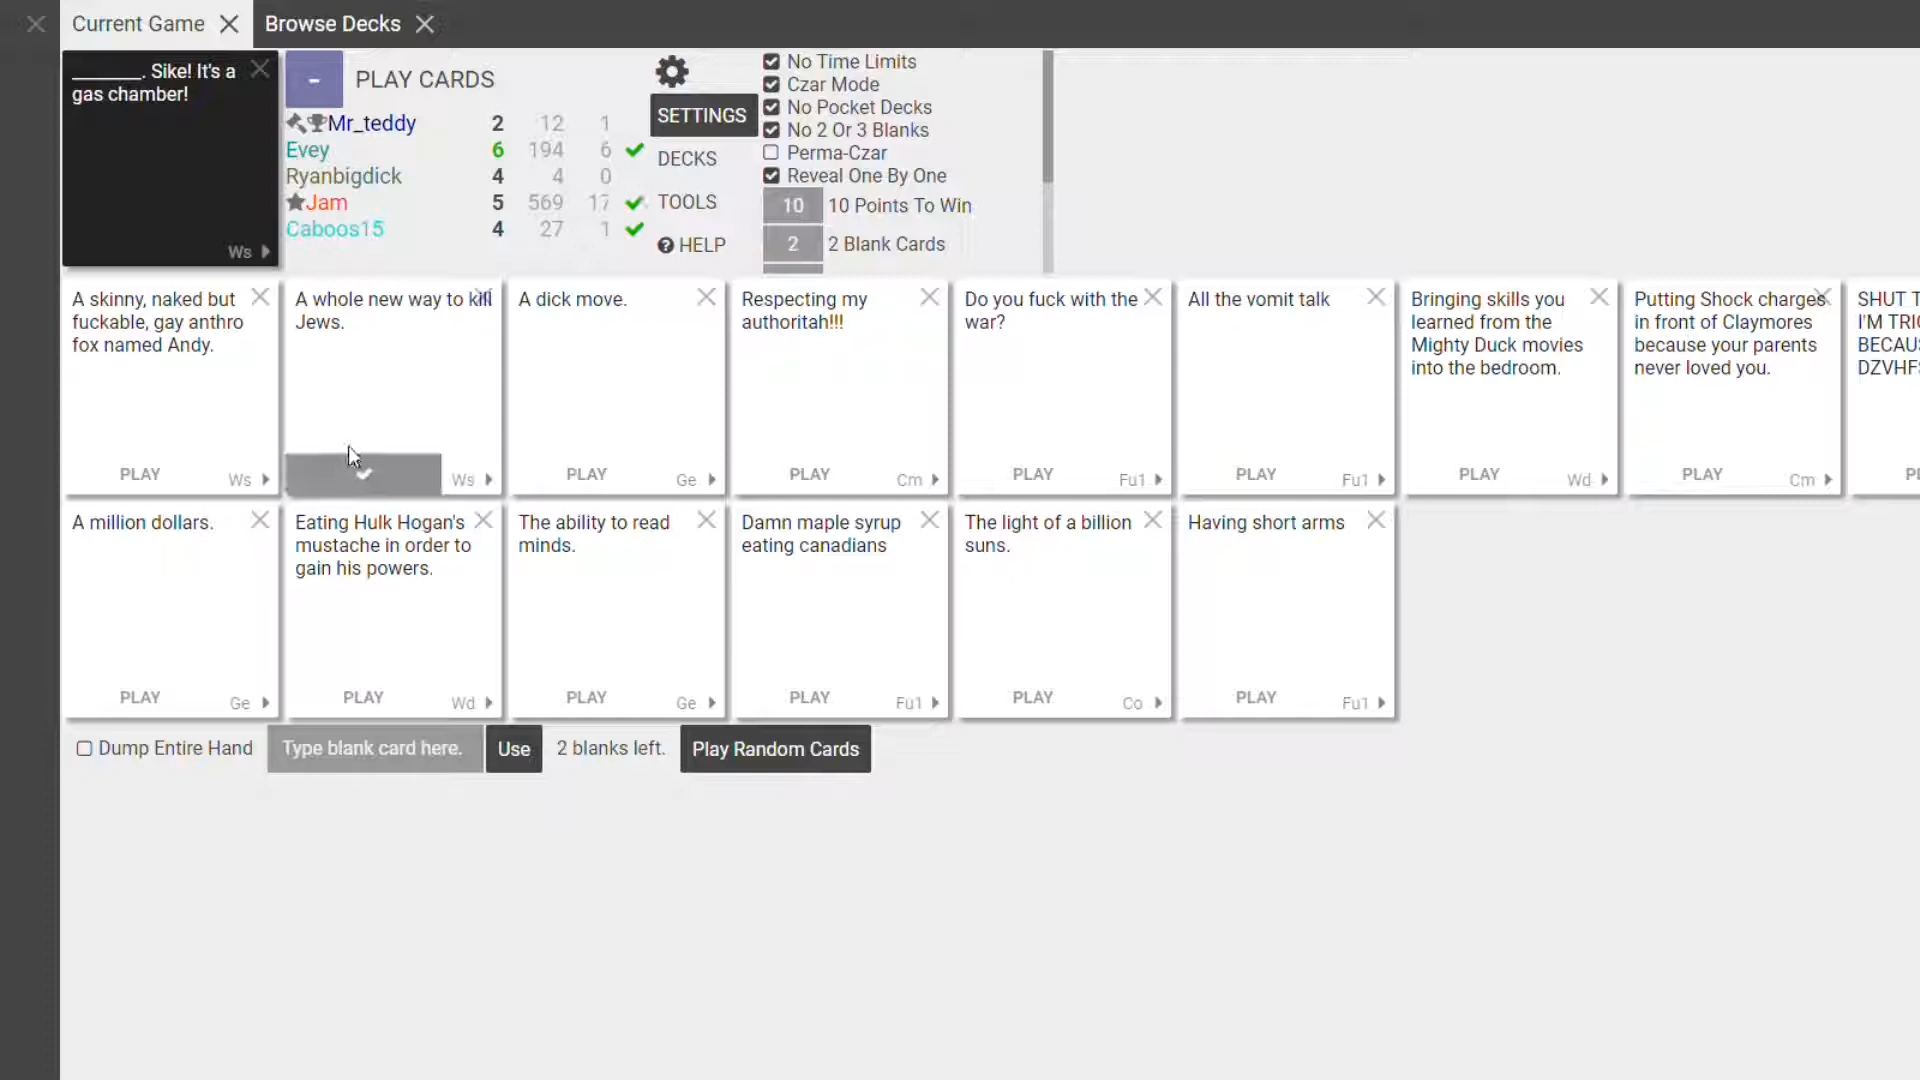 Current Game
Browse Decks
_______. Sike! It's a
gas chamber!
Ws
-
PLAY CARDS
Mr_teddy 2 12 1
Evey 6 194 6
Ryanbigdick 4 4 0
Jam 5 569 17
Caboos15 4 27 1
SETTINGS
DECKS
TOOLS
HELP
No Time Limits
Czar Mode
No Pocket Decks
No 2 Or 3 Blanks
Perma-Czar
Reveal One By One
10 10 Points To Win
2 2 Blank Cards
A skinny, naked but
fuckable, gay anthro
fox named Andy.
PLAY Ws
A whole new way to kill
Jews.
Ws
A dick move.
PLAY Ge
Respecting my
authoritah!!!
PLAY Cm
Do you fuck with the
war?
PLAY Fu1
All the vomit talk
PLAY Fu1
Bringing skills you
learned from the
Mighty Duck movies
into the bedroom.
PLAY Wd
Putting Shock charges
in front of Claymores
because your parents
never loved you.
PLAY Cm
SHUT T
I'M TRI
BECAU
DZVHF
A million dollars.
PLAY Ge
Eating Hulk Hogan's
mustache in order to
gain his powers.
PLAY Wd
The ability to read
minds.
PLAY Ge
Damn maple syrup
eating canadians
PLAY Fu1
The light of a billion
suns.
PLAY Co
Having short arms
PLAY Fu1
Dump Entire Hand
Type blank card here.
Use
2 blanks left.
Play Random Cards